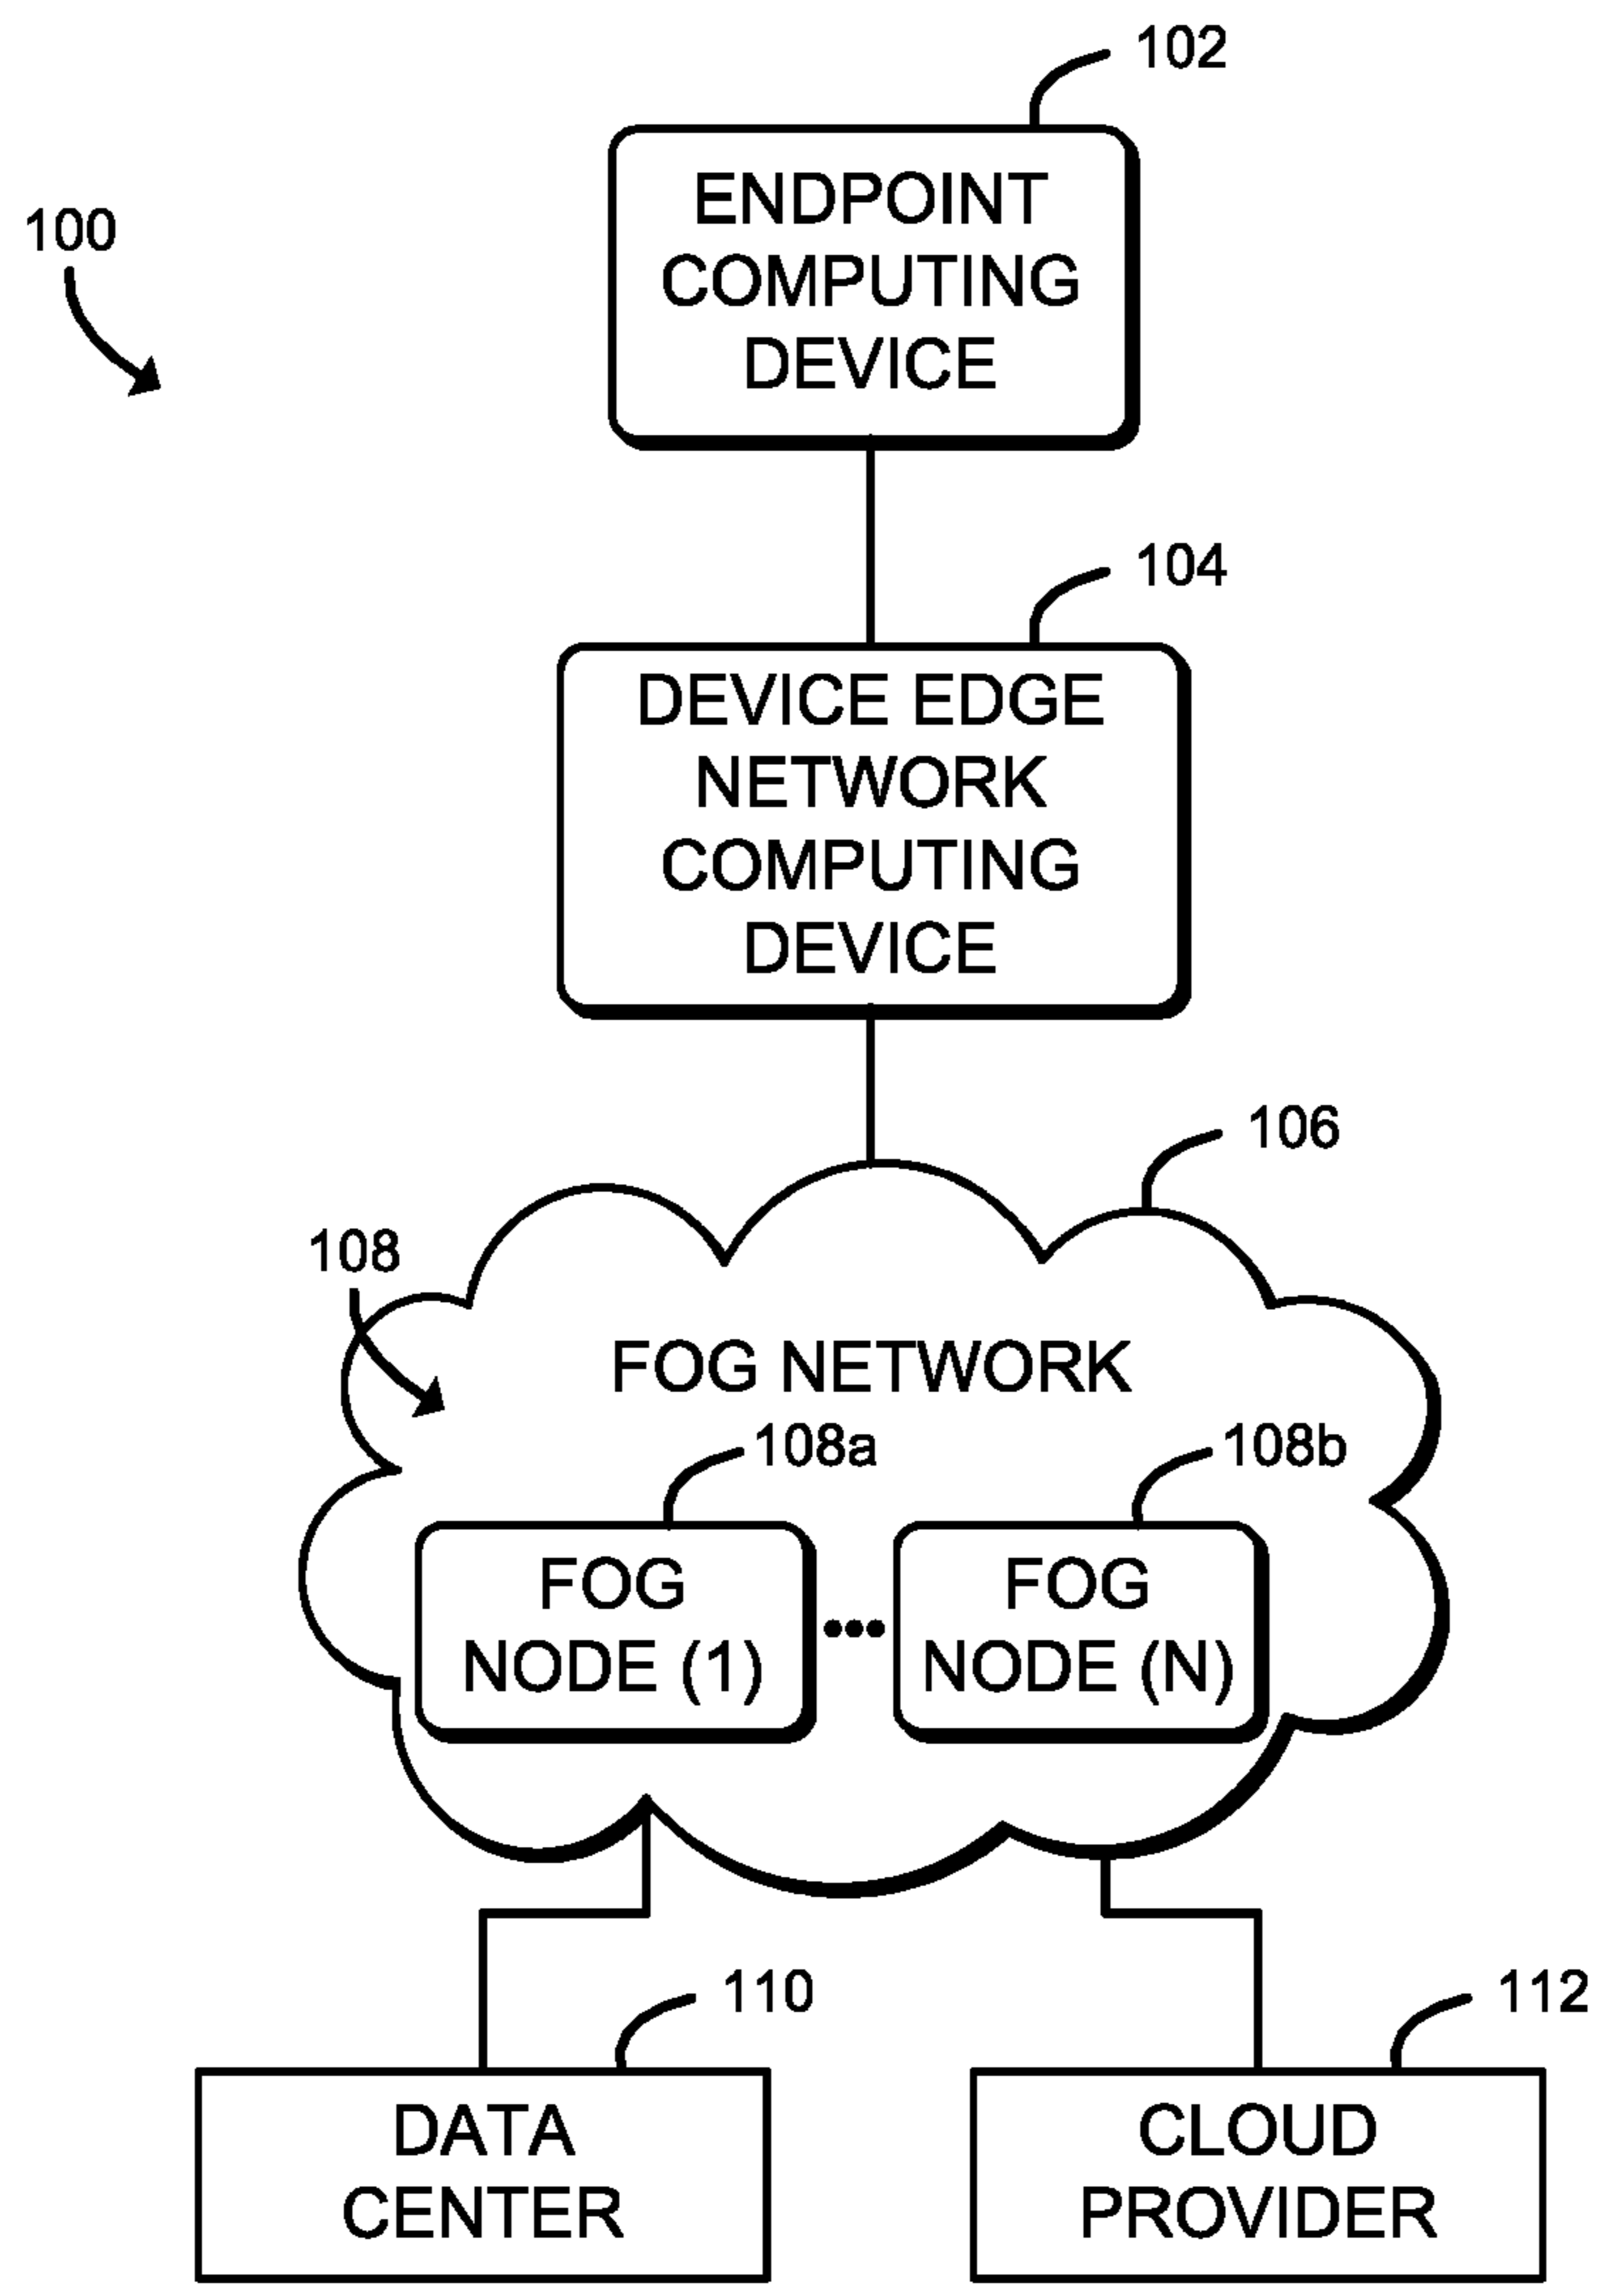 102
100
ENDPOINT
COMPUTING
DEVICE
104
DEVICE EDGE
NETWORK
COMPUTING
DEVICE
106
108
FOG NETWORK
108a
108b
FOG
NODE (1)
FOG
NODE (N)
110
112
DATA
CENTER
CLOUD
PROVIDER